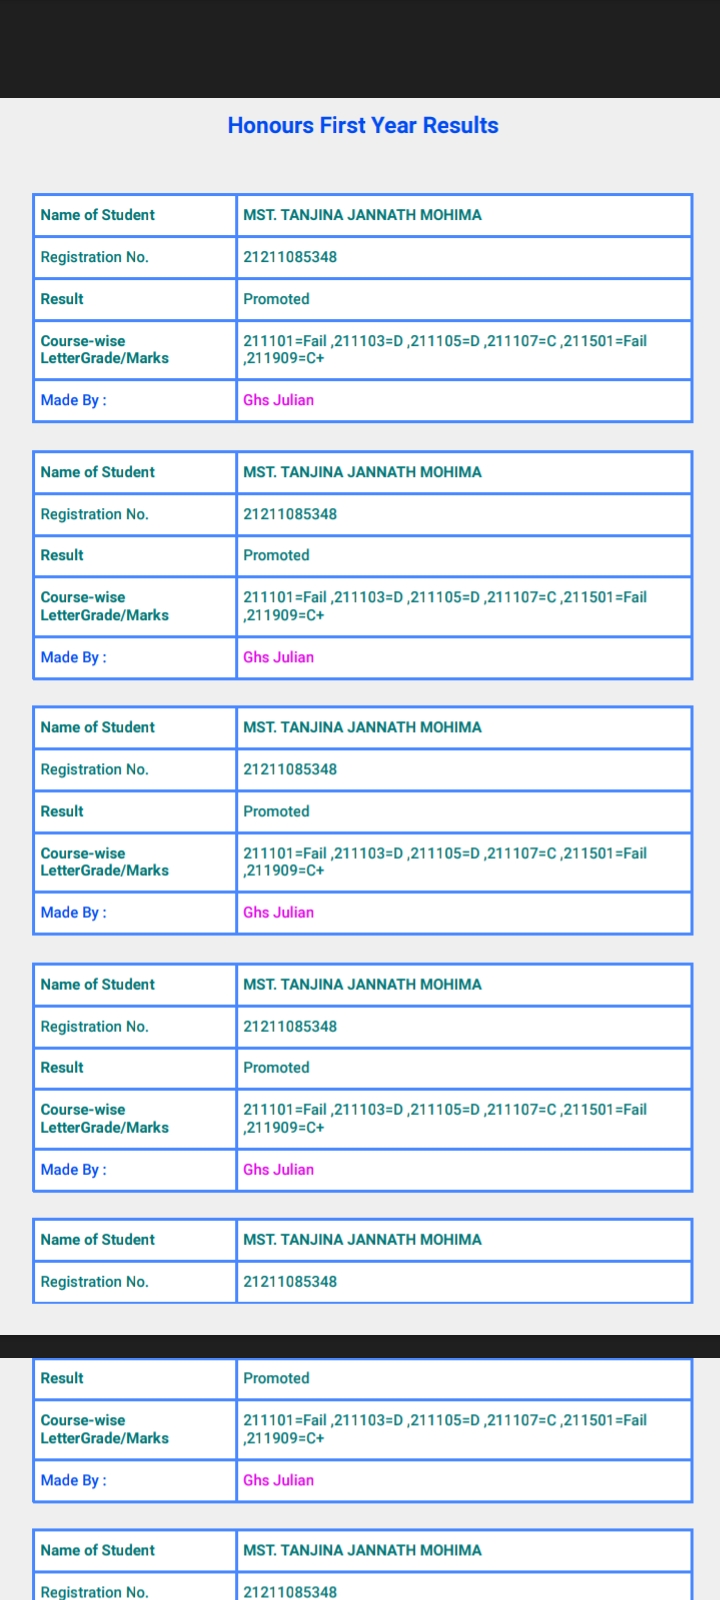 Honours First Year Results
Name of Student MST. TANJINA JANNATH MOHIMA
Registration No. 21211085348
Result Promoted
Course-wise LetterGrade/Marks 211101=Fail ,211103=D ,211105=D ,211107=C ,211501=Fail ,211909=C+
Made By : Ghs Julian
Name of Student MST. TANJINA JANNATH MOHIMA
Registration No. 21211085348
Result Promoted
Course-wise LetterGrade/Marks 211101=Fail ,211103=D ,211105=D ,211107=C ,211501=Fail ,211909=C+
Made By : Ghs Julian
Name of Student MST. TANJINA JANNATH MOHIMA
Registration No. 21211085348
Result Promoted
Course-wise LetterGrade/Marks 211101=Fail ,211103=D ,211105=D ,211107=C ,211501=Fail ,211909=C+
Made By : Ghs Julian
Name of Student MST. TANJINA JANNATH MOHIMA
Registration No. 21211085348
Result Promoted
Course-wise LetterGrade/Marks 211101=Fail ,211103=D ,211105=D ,211107=C ,211501=Fail ,211909=C+
Made By : Ghs Julian
Name of Student MST. TANJINA JANNATH MOHIMA
Registration No. 21211085348
Result Promoted
Course-wise LetterGrade/Marks 211101=Fail ,211103=D ,211105=D ,211107=C ,211501=Fail ,211909=C+
Made By : Ghs Julian
Name of Student MST. TANJINA JANNATH MOHIMA
Registration No. 21211085348